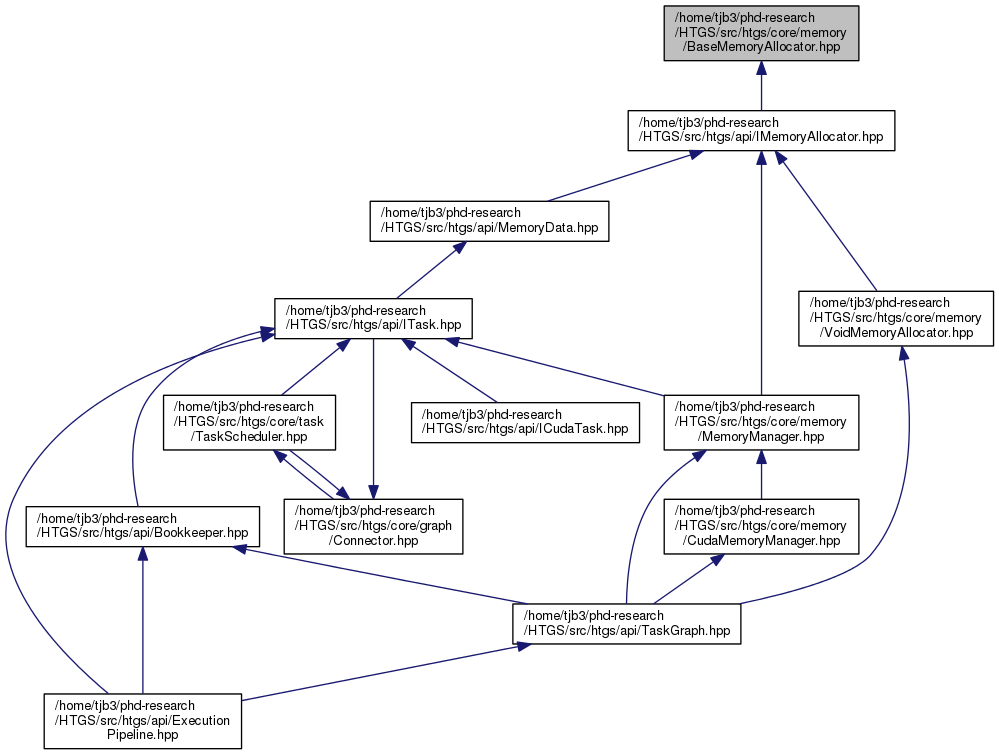 /home/tjb3/phd-research
/HTGS/src/htgs/core/memory
/BaseMemoryAllocator.hpp
/home/tjb3/phd-research
/HTGS/src/htgs/api/IMemoryAllocator.hpp
/home/tjb3/phd-research
/HTGS/src/htgs/api/MemoryData.hpp
/home/tjb3/phd-research
/HTGS/src/htgs/core/memory
/VoidMemoryAllocator.hpp
/home/tjb3/phd-research
/HTGS/src/htgs/api/ITask.hpp
/home/tjb3/phd-research
/HTGS/src/htgs/core/task
/TaskScheduler.hpp
/home/tjb3/phd-research
/HTGS/src/htgs/api/ICudaTask.hpp
/home/tjb3/phd-research
/HTGS/src/htgs/core/memory
/MemoryManager.hpp
/home/tjb3/phd-research
/HTGS/src/htgs/api/Bookkeeper.hpp
/home/tjb3/phd-research
/HTGS/src/htgs/core/graph
/Connector.hpp
/home/tjb3/phd-research
/HTGS/src/htgs/core/memory
/CudaMemoryManager.hpp
/home/tjb3/phd-research
/HTGS/src/htgs/api/TaskGraph.hpp
/home/tjb3/phd-research
/HTGS/src/htgs/api/Execution
Pipeline.hpp